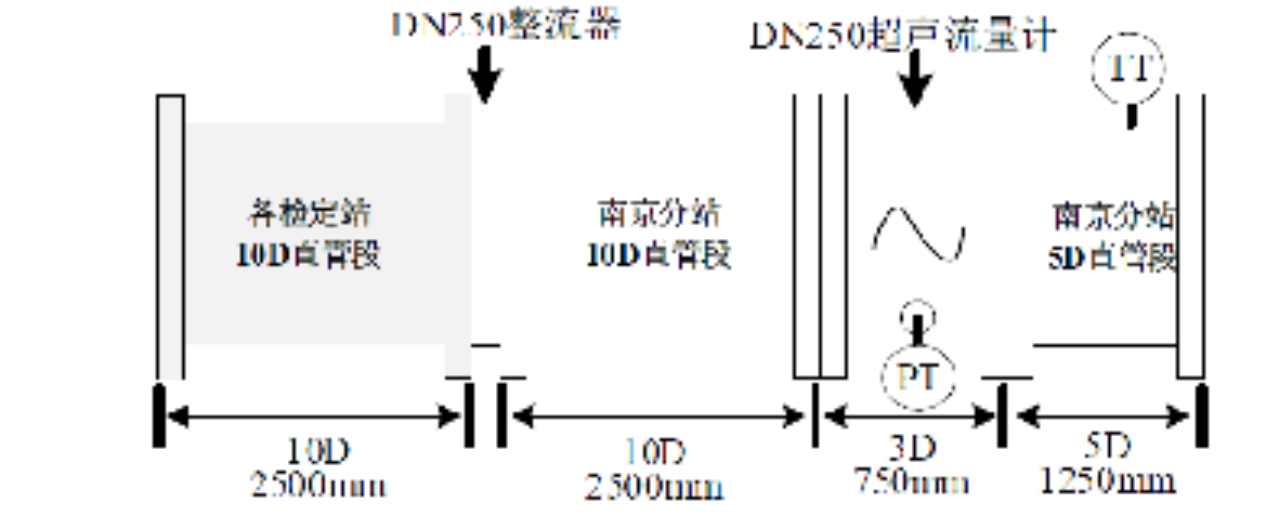 DN250整流器
DN250超声流量计
TT
各检定站
10D直管段
南京分站
10D直管段
南京分站
5D直管段
PT
10D
2500mm
10D
2500mm
3D
750mm
5D
1250mm